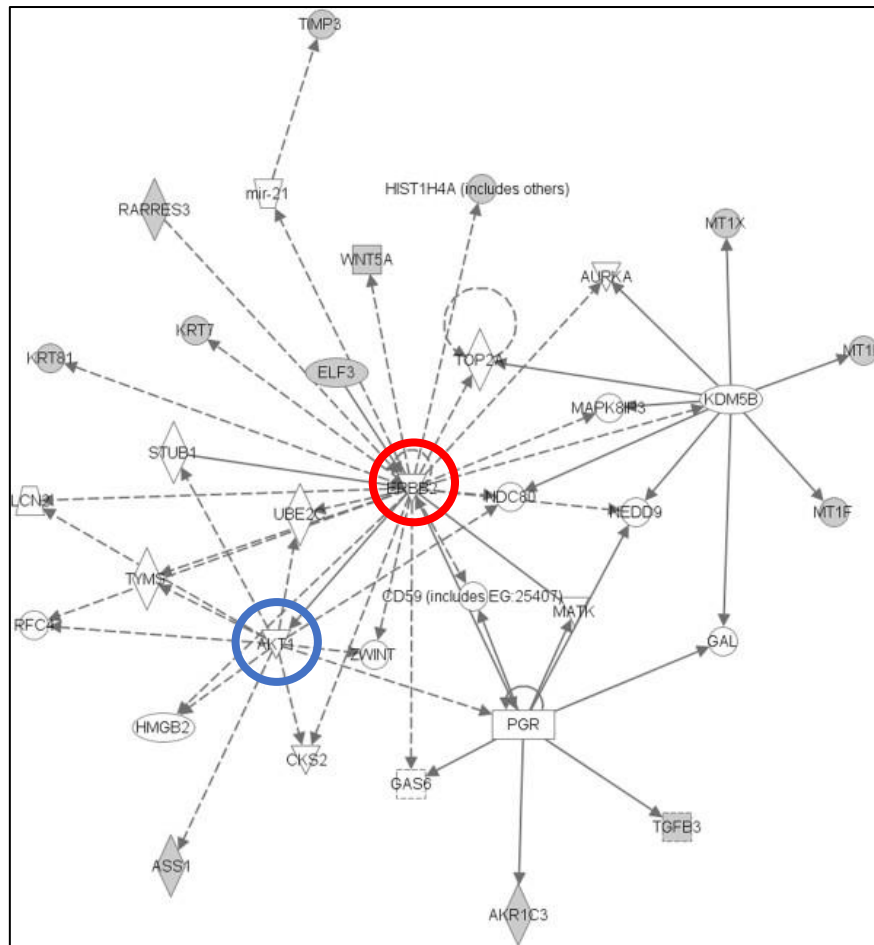 TIMP3
mir-21
HIST1H4A (includes others)
RARRES3
MT1X
WNT5A
AURKA
KRT7
KRT81
TOP2A
MT1
ELF3
KDM5B
MAPK8IP3
STUB1
ERBB2
NDC80
LCN2
UBE2C
NEDD9
MT1F
TYMS
CD59 (includes EG:25407)
MATK
RFC4
AKT1
ZWINT
GAL
HMGB2
PGR
CKS2
GAS6
TGFB3
ASS1
AKR1C3